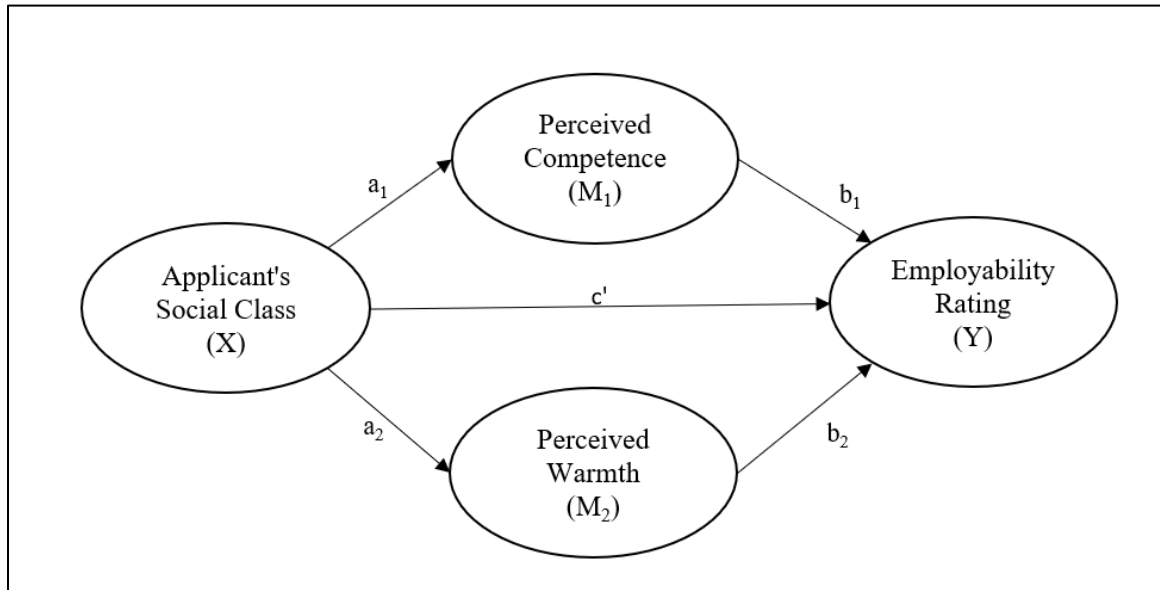 Perceived
Competence
(M₁)
a₁
b₁
Applicant's
Social Class
(X)
c'
Employability
Rating
(Y)
a₂
b₂
Perceived
Warmth
(M₂)